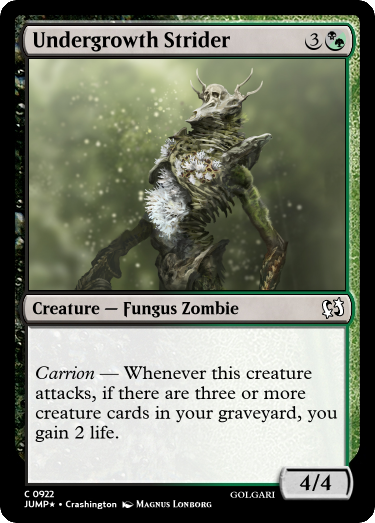 Undergrowth Strider 3
Creature — Fungus Zombie
Carrion — Whenever this creature
attacks, if there are three or more
creature cards in your graveyard, you
gain 2 life.
4/4
C 0922
GOLGARI
JUMP★ • Crashington Magnus Lonborg